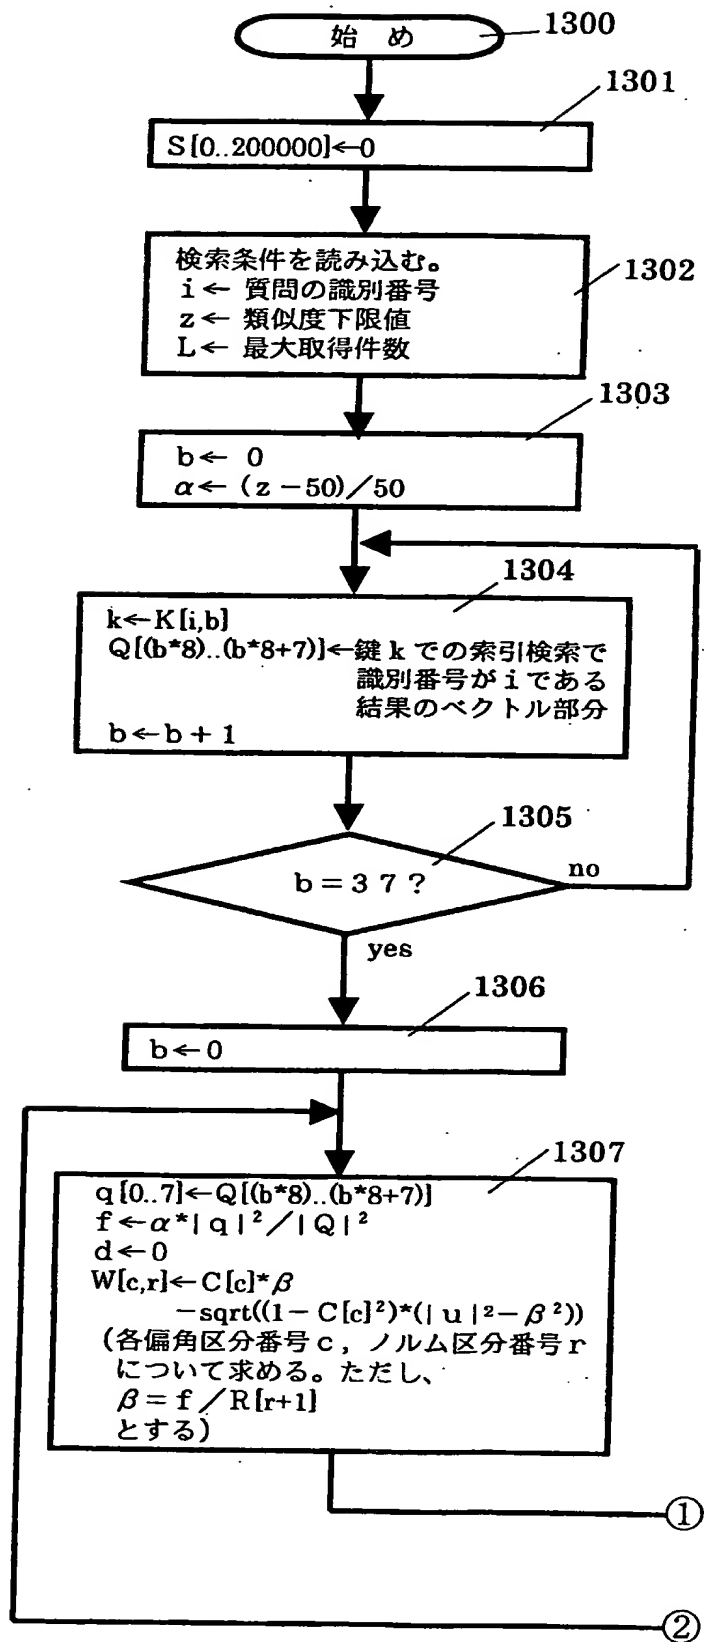 始 め
1300
1301
S[0..200000]←0
検索条件を読み込む。
i← 質問の識別番号
z← 類似度下限値
L← 最大取得件数
1302
1303
b← 0
α←(z−50)/50
1304
k←K[i,b]
Q[(b*8)..(b*8+7)]←鍵kでの索引検索で
識別番号がiである
結果のベクトル部分
b←b+1
1305
b=37?
no
yes
1306
b←0
1307
q[0..7]←Q[(b*8)..(b*8+7)]
f←α*|q|²/|Q|²
d←0
W[c,r]←C[c]*β
−sqrt((1−C[c]²)*(|u|²−β²))
(各偏角区分番号c,ノルム区分番号r
について求める。ただし、
β=f/R[r+1]
とする)
①
②